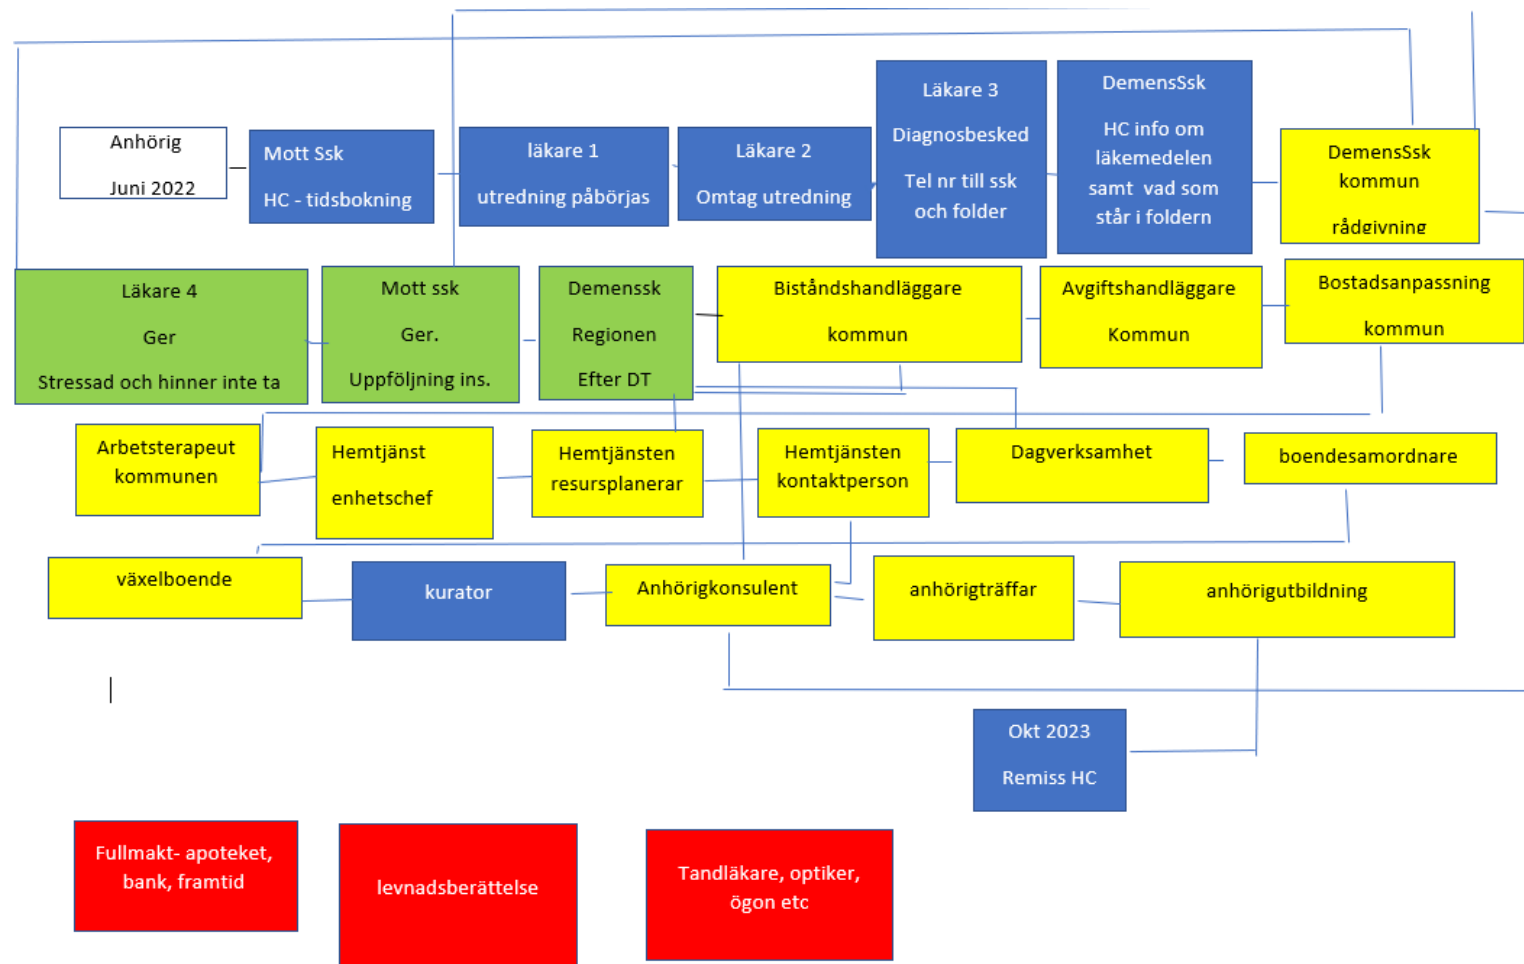 Anhörig
Juni 2022
Mott Ssk
HC - tidsbokning
läkare 1
utredning påbörjas
Läkare 2
Omtag utredning
Läkare 3
Diagnosbesked
Tel nr till ssk
och folder
DemensSsk
HC info om
läkemedelen
samt vad som
står i foldern
DemensSsk
kommun
rådgivning
Läkare 4
Ger
Stressad och hinner inte ta
Mott ssk
Ger.
Uppföljning ins.
Demenssk
Regionen
Efter DT
Biståndshandläggare
kommun
Avgiftshandläggare
Kommun
Bostadsanpassning
kommun
Arbetsterapeut
kommunen
Hemtjänst
enhetschef
Hemtjänsten
resursplanerar
Hemtjänsten
kontaktperson
Dagverksamhet
boendesamordnare
växelboende
kurator
Anhörigkonsulent
anhörigträffar
anhörigutbildning
Okt 2023
Remiss HC
Fullmakt- apoteket,
bank, framtid
levnadsberättelse
Tandläkare, optiker,
ögon etc